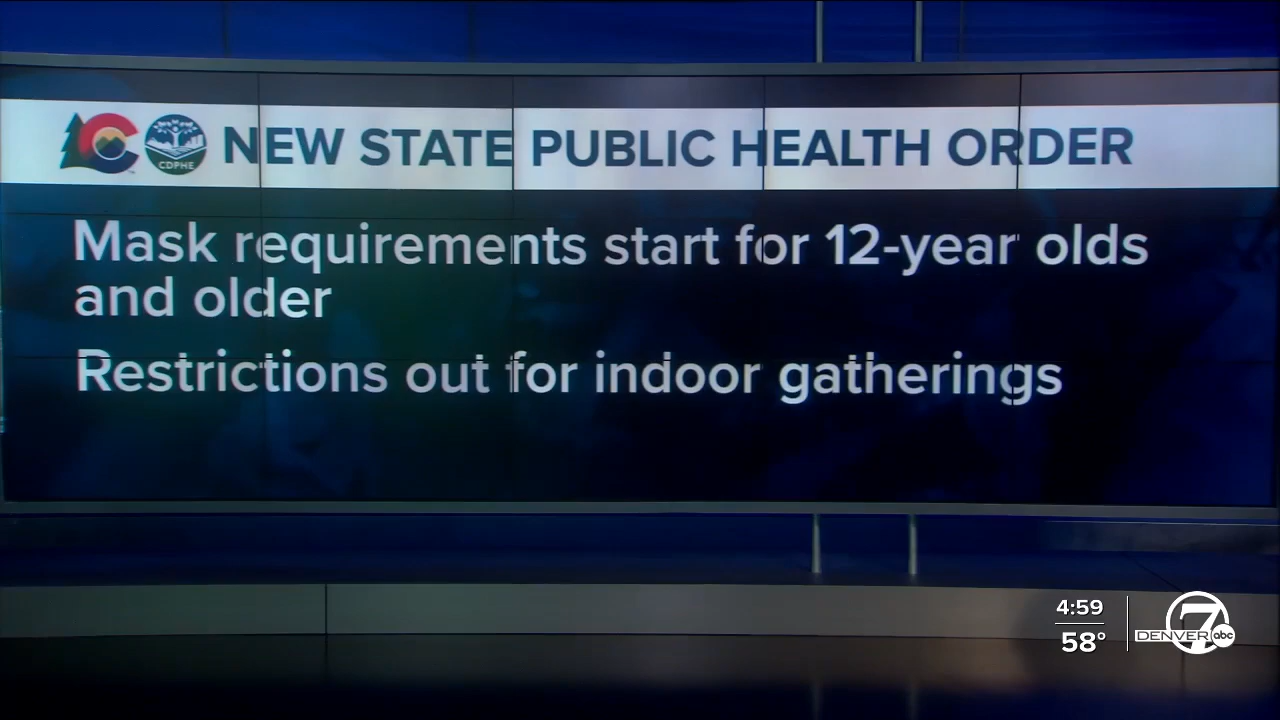 NEW STATE PUBLIC HEALTH ORDER
CDPHE
Mask requirements start for 12-year olds
and older
Restrictions out for indoor gatherings
4:59
58°
DENVER 7 abc